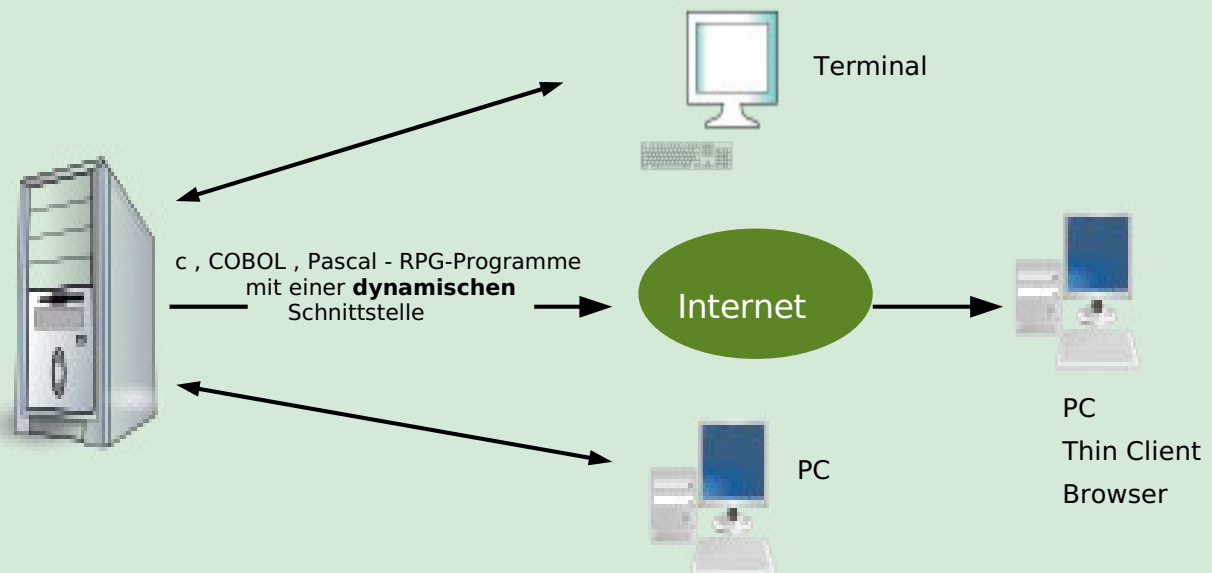 Terminal
c , COBOL , Pascal - RPG-Programme
mit einer dynamischen
Schnittstelle
Internet
PC
PC
Thin Client
Browser